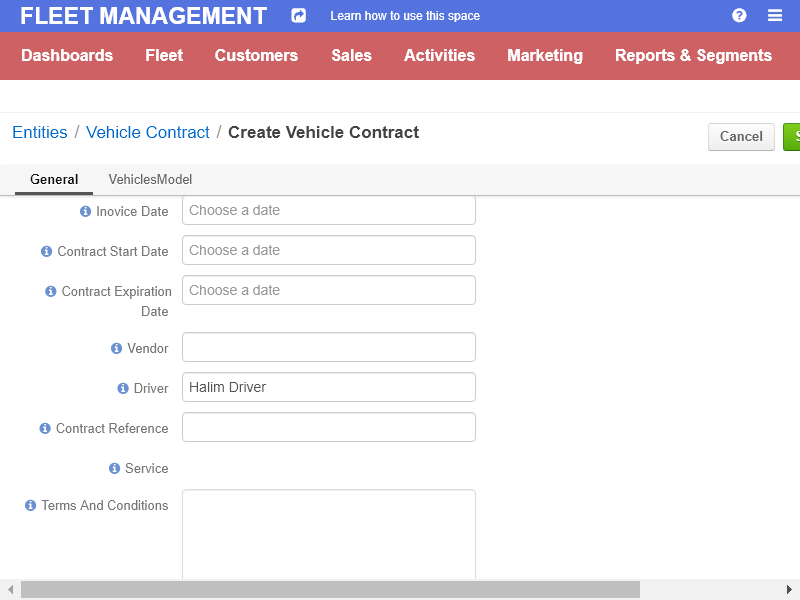 FLEET MANAGEMENT Learn how to use this space
Dashboards Fleet Customers Sales Activities Marketing Reports & Segments
Entities / Vehicle Contract / Create Vehicle Contract Cancel
General VehiclesModel
Inovice Date Choose a date
Contract Start Date Choose a date
Contract Expiration Choose a date
Date
Vendor
Driver Halim Driver
Contract Reference
Service
Terms And Conditions